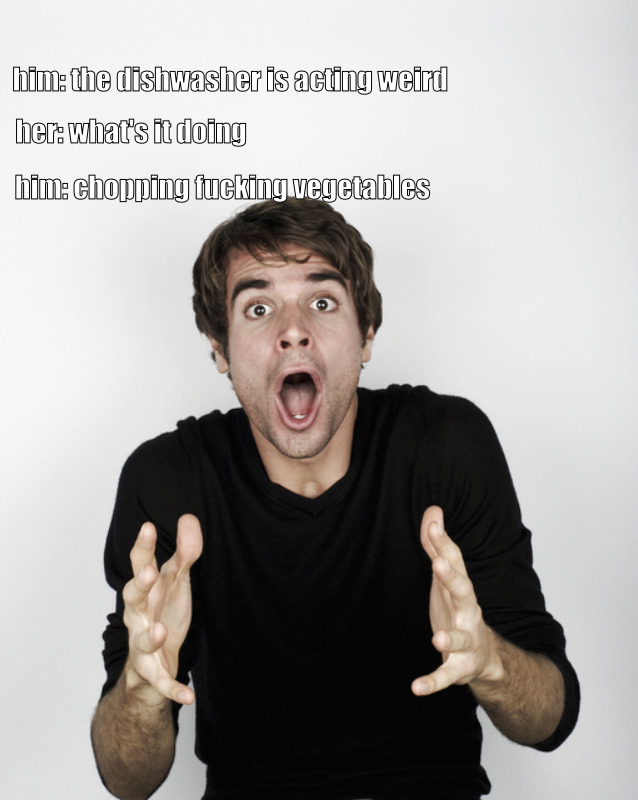 him: the dishwasher is acting weird
her: what's it doing
him: chopping fucking vegetables